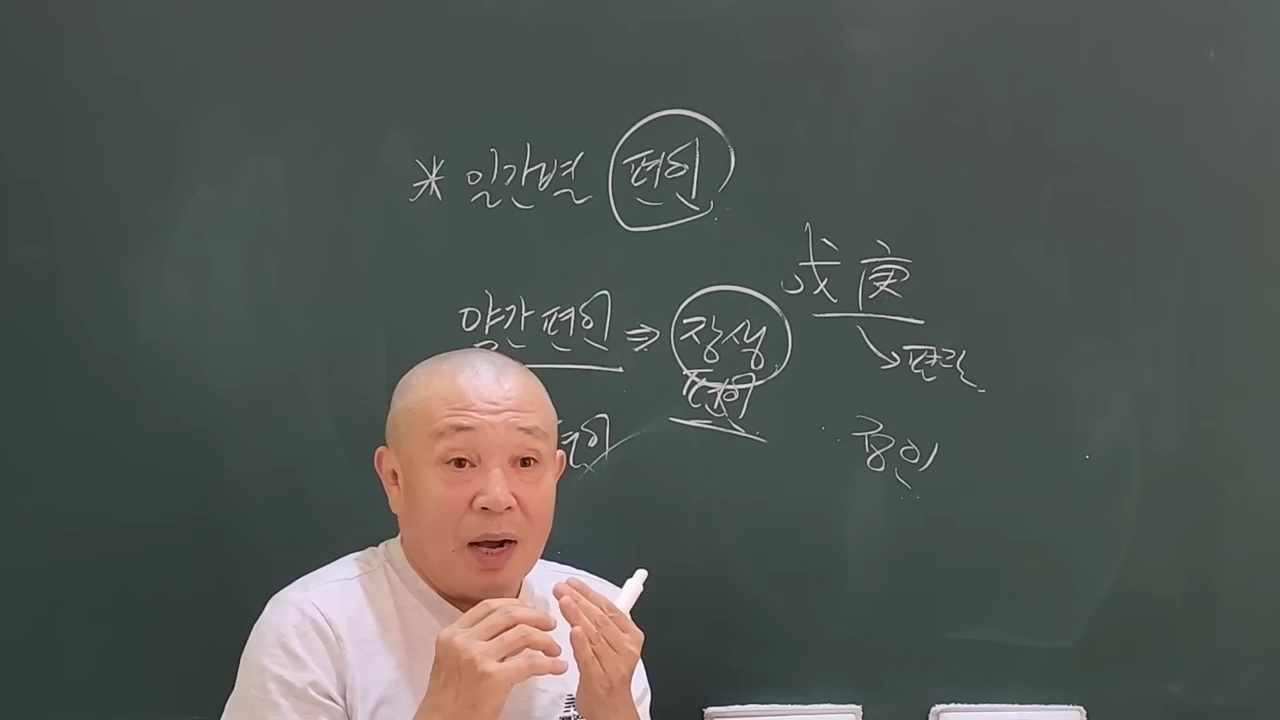 * 일간별 편인
戊庚
양간 편인 ⇒ 장생
편인
→편관
편인
정인